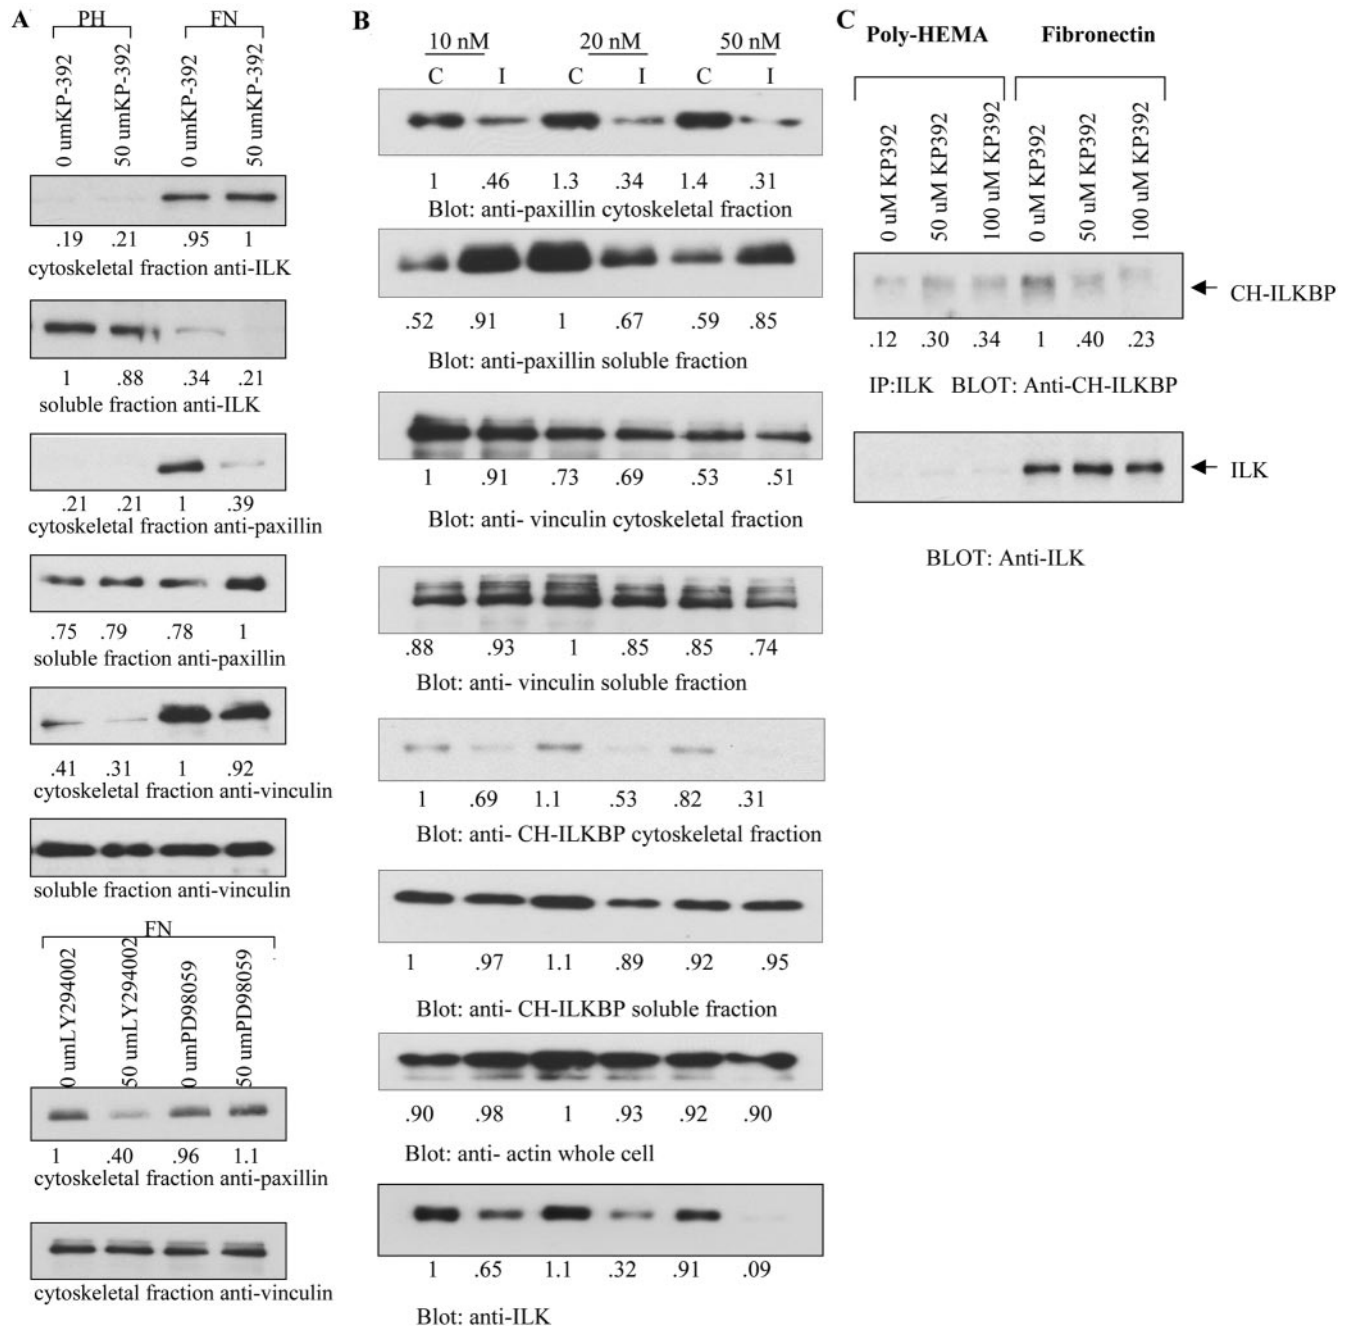 A
PH FN
0 umKP-392
50 umKP-392
0 umKP-392
50 umKP-392
.19 .21 .95 1
cytoskeletal fraction anti-ILK
1 .88 .34 .21
soluble fraction anti-ILK
.21 .21 1 .39
cytoskeletal fraction anti-paxillin
.75 .79 .78 1
soluble fraction anti-paxillin
.41 .31 1 .92
cytoskeletal fraction anti-vinculin
soluble fraction anti-vinculin
FN
0 umLY294002
50 umLY294002
0 umPD98059
50 umPD98059
1 .40 .96 1.1
cytoskeletal fraction anti-paxillin
cytoskeletal fraction anti-vinculin
B
10 nM 20 nM 50 nM
C I C I C I
1 .46 1.3 .34 1.4 .31
Blot: anti-paxillin cytoskeletal fraction
.52 .91 1 .67 .59 .85
Blot: anti-paxillin soluble fraction
1 .91 .73 .69 .53 .51
Blot: anti- vinculin cytoskeletal fraction
.88 .93 1 .85 .85 .74
Blot: anti- vinculin soluble fraction
1 .69 1.1 .53 .82 .31
Blot: anti- CH-ILKBP cytoskeletal fraction
1 .97 1.1 .89 .92 .95
Blot: anti- CH-ILKBP soluble fraction
.90 .98 1 .93 .92 .90
Blot: anti- actin whole cell
1 .65 1.1 .32 .91 .09
Blot: anti-ILK
C
Poly-HEMA Fibronectin
0 uM KP392
50 uM KP392
100 uM KP392
0 uM KP392
50 uM KP392
100 uM KP392
CH-ILKBP
.12 .30 .34 1 .40 .23
IP:ILK BLOT: Anti-CH-ILKBP
ILK
BLOT: Anti-ILK